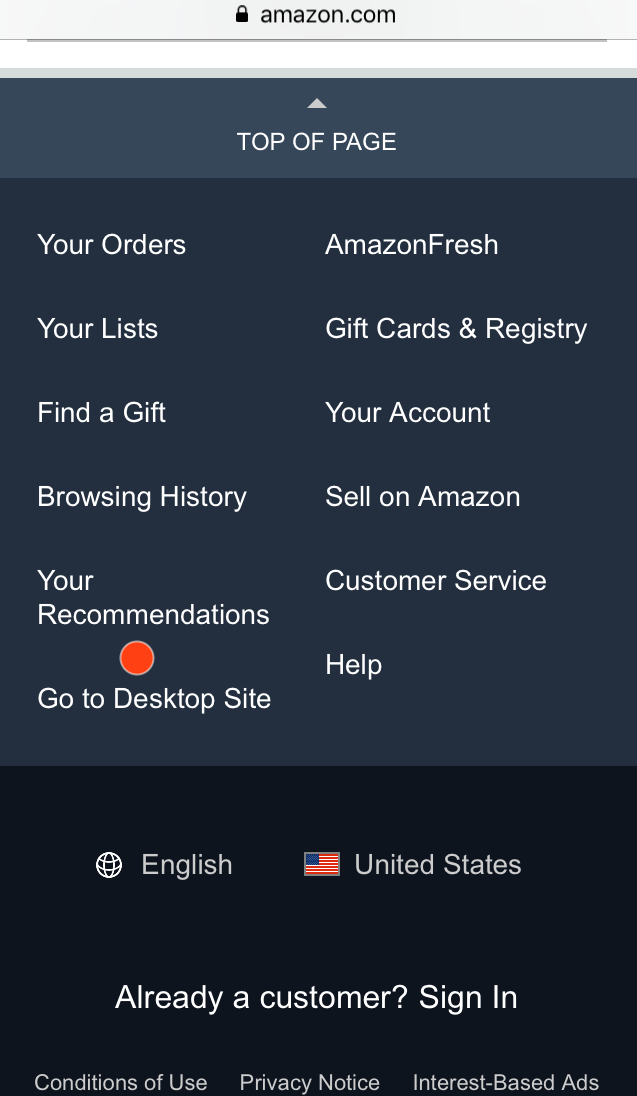 amazon.com
TOP OF PAGE
Your Orders
AmazonFresh
Your Lists
Gift Cards & Registry
Find a Gift
Your Account
Browsing History
Sell on Amazon
Your
Recommendations
Customer Service
Help
Go to Desktop Site
English
United States
Already a customer? Sign In
Conditions of Use
Privacy Notice
Interest-Based Ads